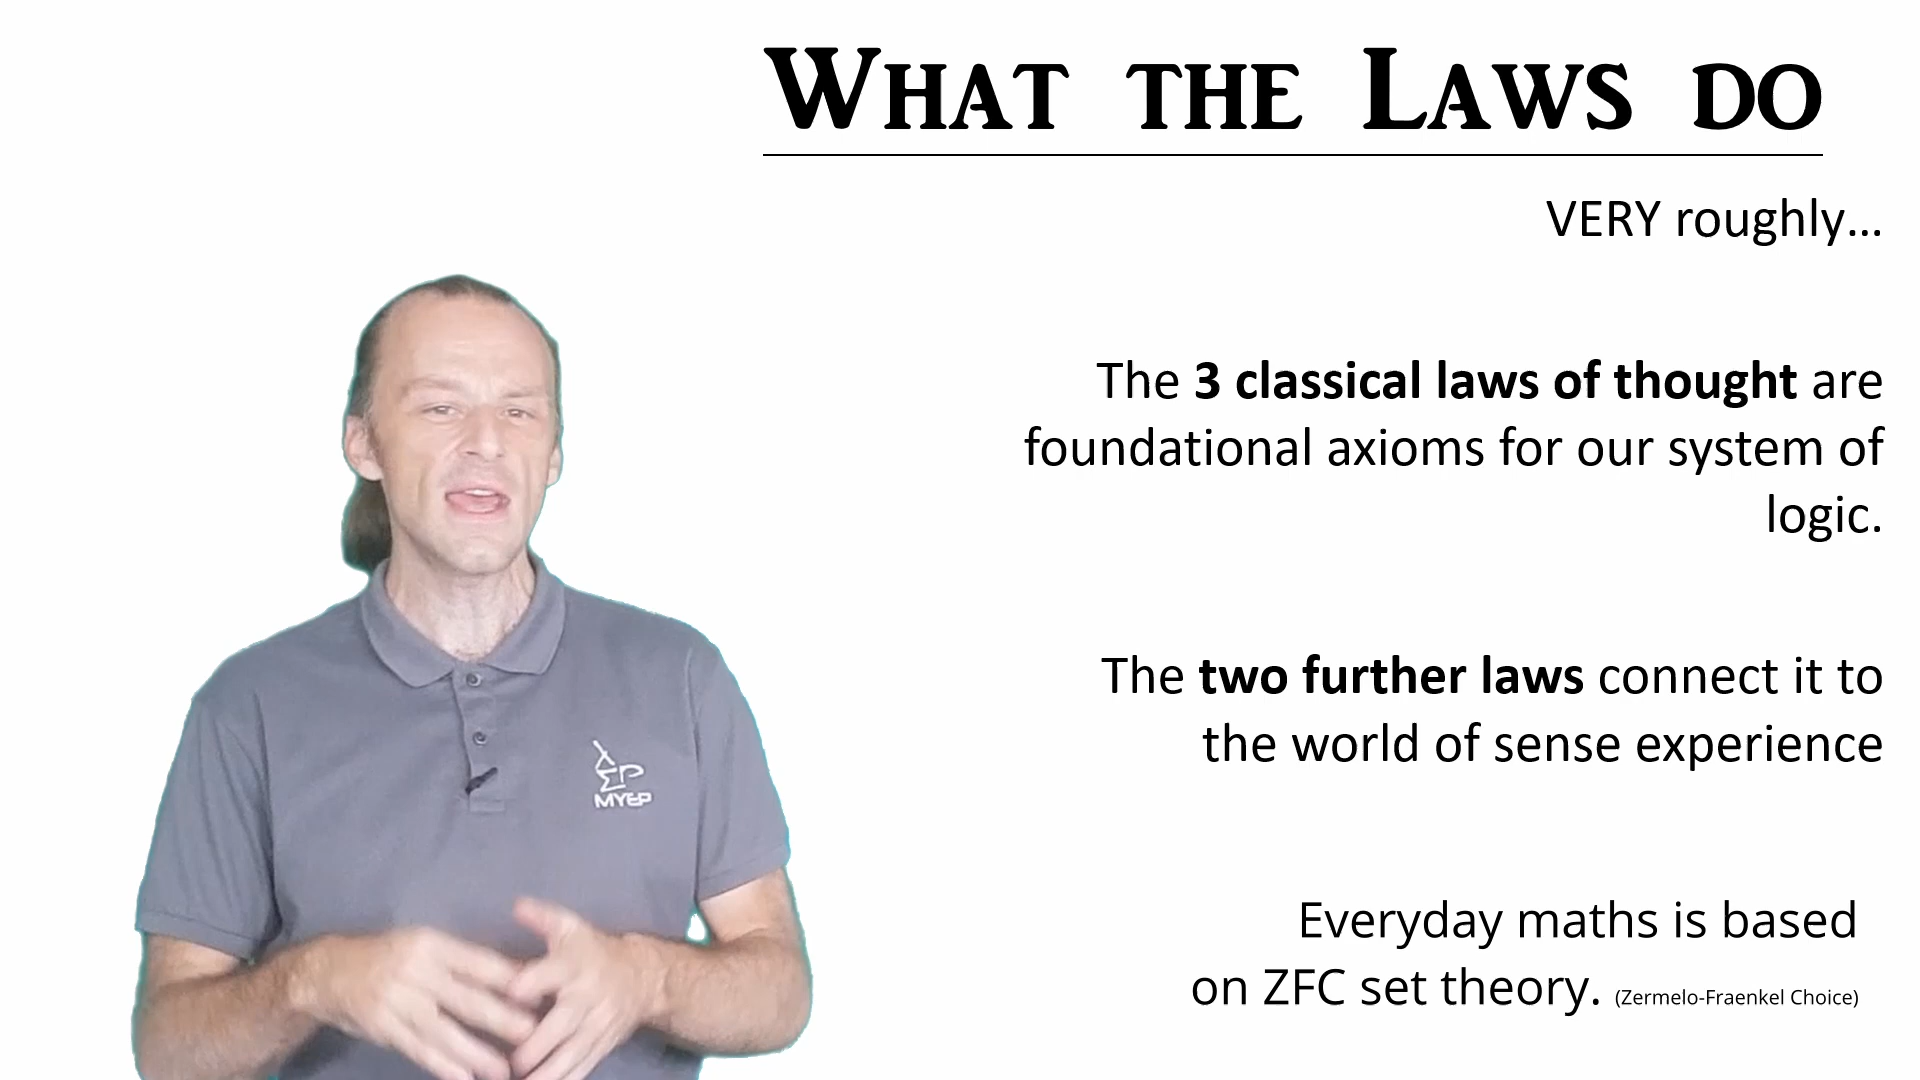 WHAT THE LAWS DO
VERY roughly...
The 3 classical laws of thought are
foundational axioms for our system of
logic.
The two further laws connect it to
the world of sense experience
Everyday maths is based
on ZFC set theory. (Zermelo-Fraenkel Choice)
MYEP